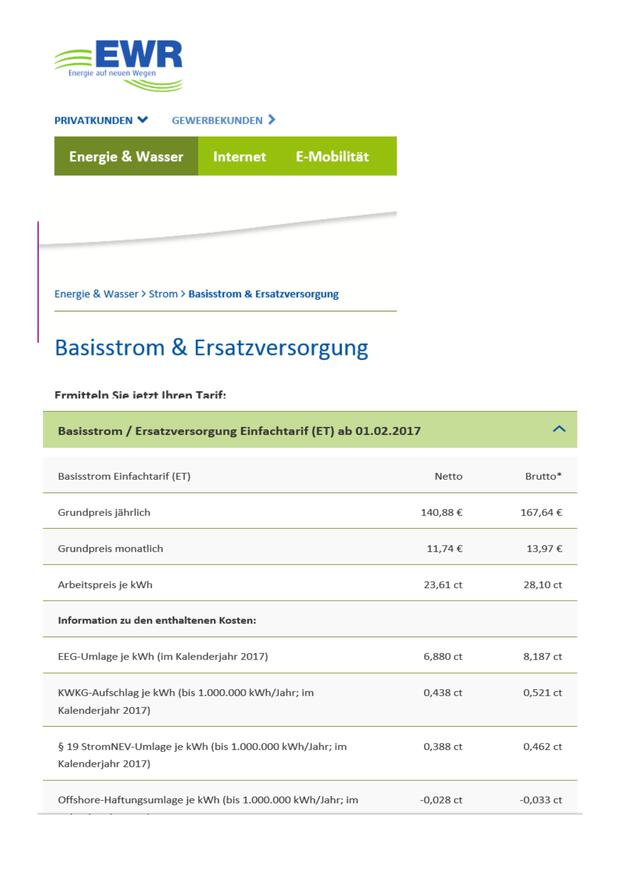 EWR
Energie auf neuen Wegen
PRIVATKUNDEN GEWERBEKUNDEN
Energie & Wasser Internet E-Mobilität
Energie & Wasser > Strom > Basisstrom & Ersatzversorgung
Basisstrom & Ersatzversorgung
Ermitteln Sie jetzt Ihren Tarif:
Basisstrom / Ersatzversorgung Einfachtarif (ET) ab 01.02.2017
Basisstrom Einfachtarif (ET) Netto Brutto*
Grundpreis jährlich 140,88 € 167,64 €
Grundpreis monatlich 11,74 € 13,97 €
Arbeitspreis je kWh 23,61 ct 28,10 ct
Information zu den enthaltenen Kosten:
EEG-Umlage je kWh (im Kalenderjahr 2017) 6,880 ct 8,187 ct
KWKG-Aufschlag je kWh (bis 1.000.000 kWh/Jahr; im 0,438 ct 0,521 ct
Kalenderjahr 2017)
§ 19 StromNEV-Umlage je kWh (bis 1.000.000 kWh/Jahr; im 0,388 ct 0,462 ct
Kalenderjahr 2017)
Offshore-Haftungsumlage je kWh (bis 1.000.000 kWh/Jahr; im -0,028 ct -0,033 ct